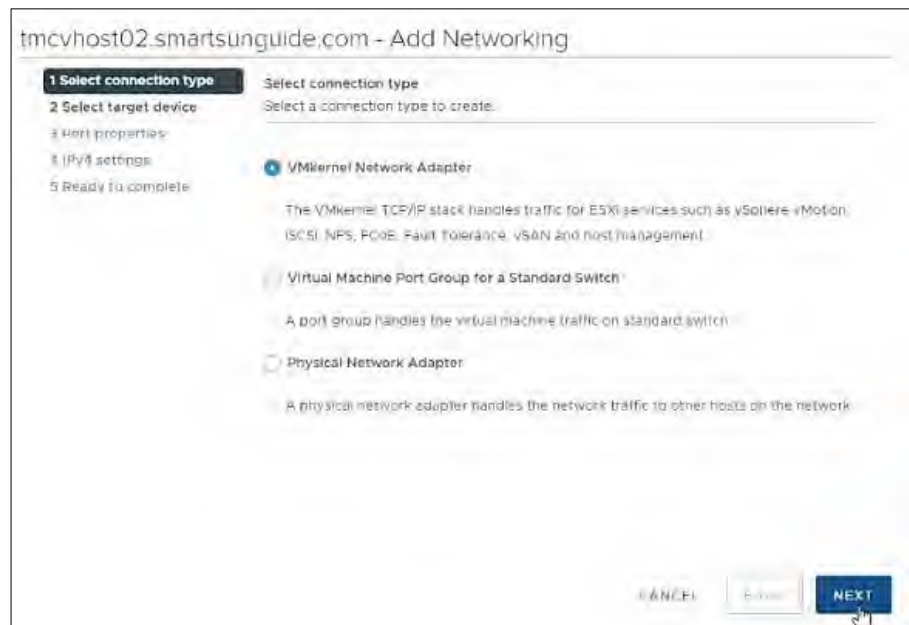 tmcvhost02.smartsunguide.com - Add Networking
1 Select connection type
2 Select target device
3 Port properties
4 IPv4 settings
5 Ready to complete
Select connection type
Select a connection type to create.
VMkernel Network Adapter
The VMkernel TCP/IP stack handles traffic for ESXi services such as vSphere vMotion,
iSCSI, NFS, FCoE, Fault Tolerance, vSAN and host management.
Virtual Machine Port Group for a Standard Switch
A port group handles the virtual machine traffic on standard switch.
Physical Network Adapter
A physical network adapter handles the network traffic to other hosts on the network.
CANCEL
NEXT